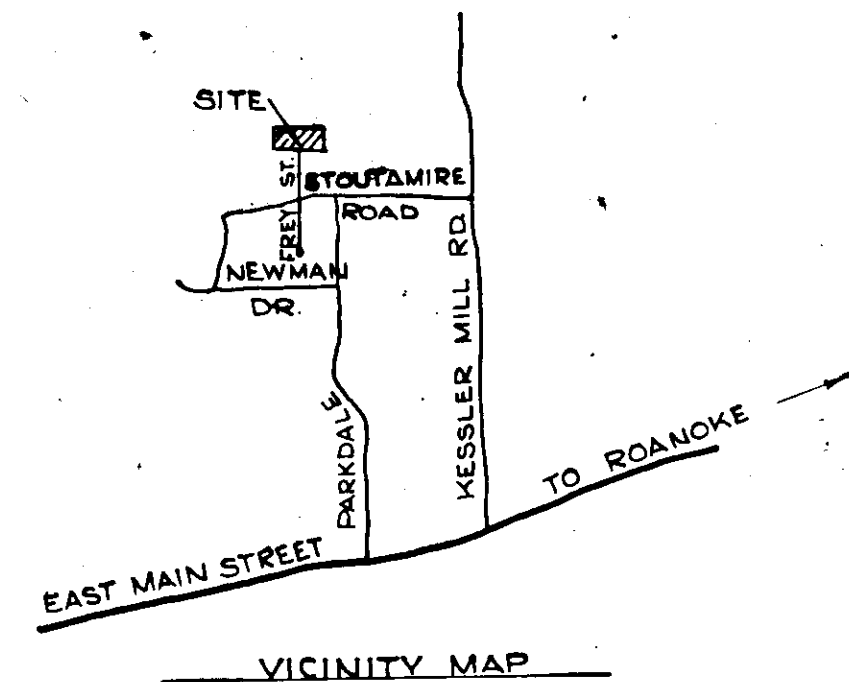 SITE
FREY ST.
STOUTAMIRE
ROAD
NEWMAN
DR.
PARKDALE
KESSLER MILL RD.
TO ROANOKE
EAST MAIN STREET
VICINITY MAP